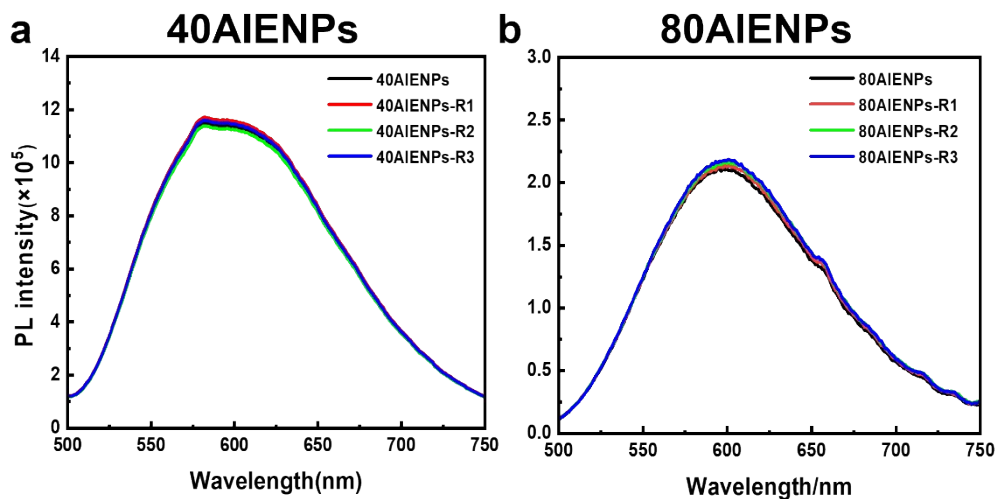 a 40AIENPs
14
12
10
8
6
4
2
0
PL intensity(×10⁵)
40AIENPs
40AIENPs-R1
40AIENPs-R2
40AIENPs-R3
500 550 600 650 700 750
Wavelength(nm)
b 80AIENPs
3.0
2.5
2.0
1.5
1.0
0.5
0.0
80AIENPs
80AIENPs-R1
80AIENPs-R2
80AIENPs-R3
500 550 600 650 700 750
Wavelength/nm